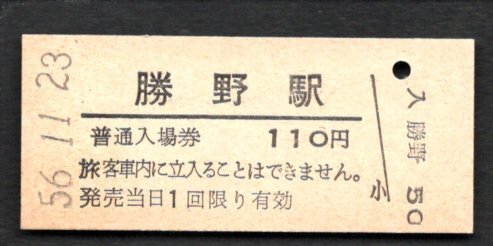 56.11.23
勝野駅
普通入場券 110円
旅客車内に立入ることはできません。
発売当日1回限り有効
小
入 勝野 50